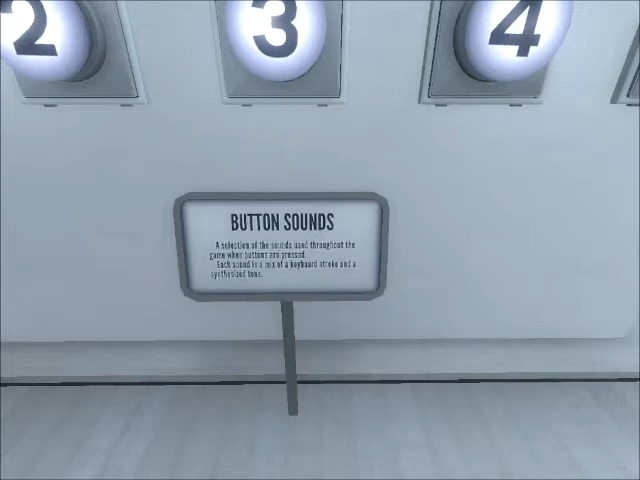 2 3 4
BUTTON SOUNDS
A selection of the sounds used throughout the
game when buttons are pressed.
Each sound is a mix of a keyboard stroke and a
synthesized tone.